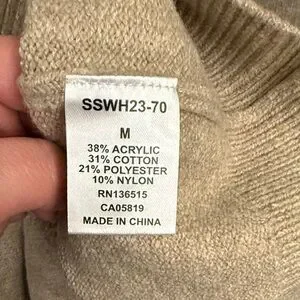 SSWH23-70
M
38% ACRYLIC
31% COTTON
21% POLYESTER
10% NYLON
RN136515
CA05819
MADE IN CHINA